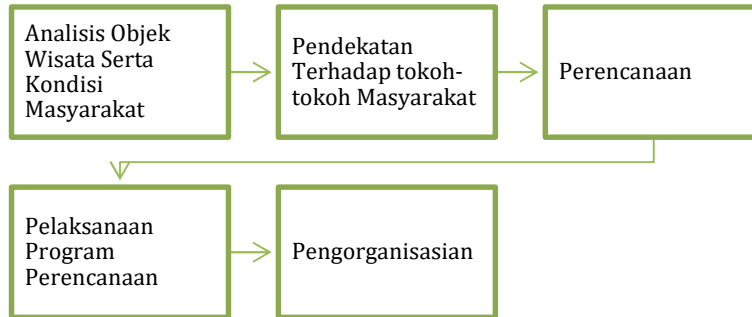 Analisis Objek
Wisata Serta
Kondisi
Masyarakat
Pendekatan
Terhadap tokoh-
tokoh Masyarakat
Perencanaan
Pelaksanaan
Program
Perencanaan
Pengorganisasian